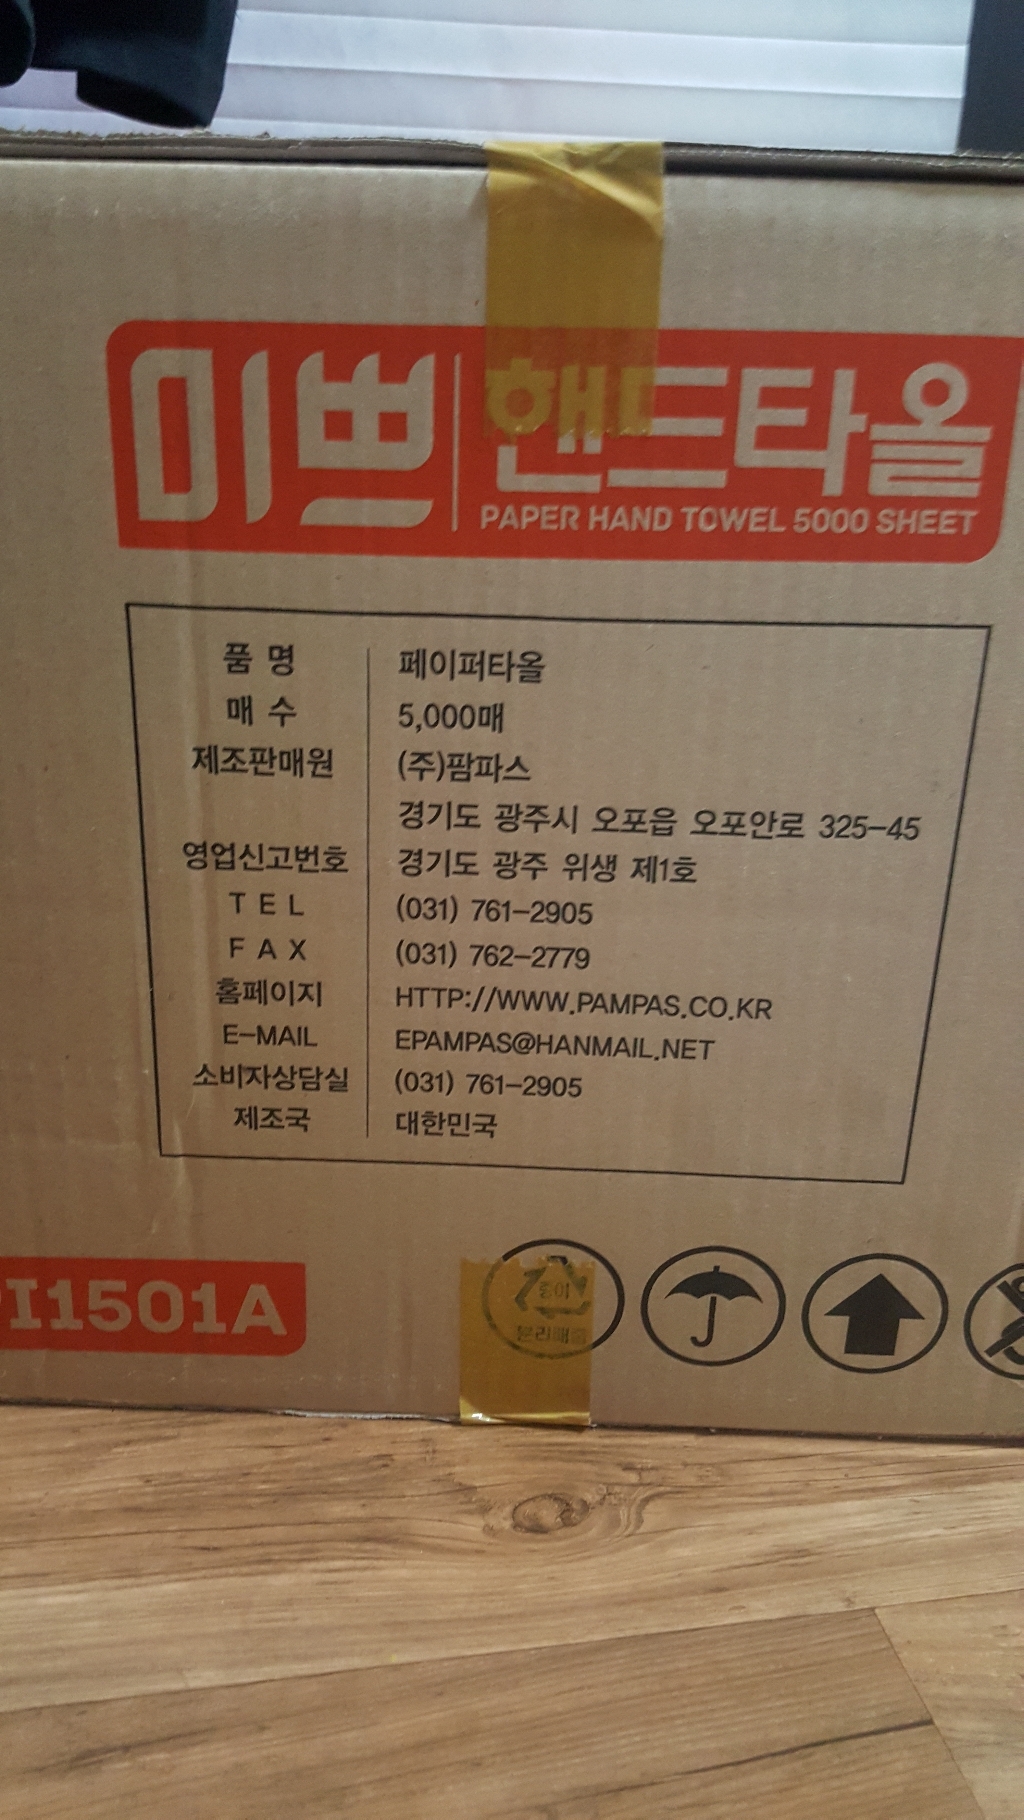 미쁘 핸드타올
PAPER HAND TOWEL 5000 SHEET
품 명 페이퍼타올
매 수 5,000매
제조판매원 (주)팜파스
경기도 광주시 오포읍 오포안로 325-45
영업신고번호 경기도 광주 위생 제1호
T E L (031) 761-2905
F A X (031) 762-2779
홈페이지 HTTP://WWW.PAMPAS.CO.KR
E-MAIL EPAMPAS@HANMAIL.NET
소비자상담실 (031) 761-2905
제조국 대한민국
I1501A
종이
분리배출